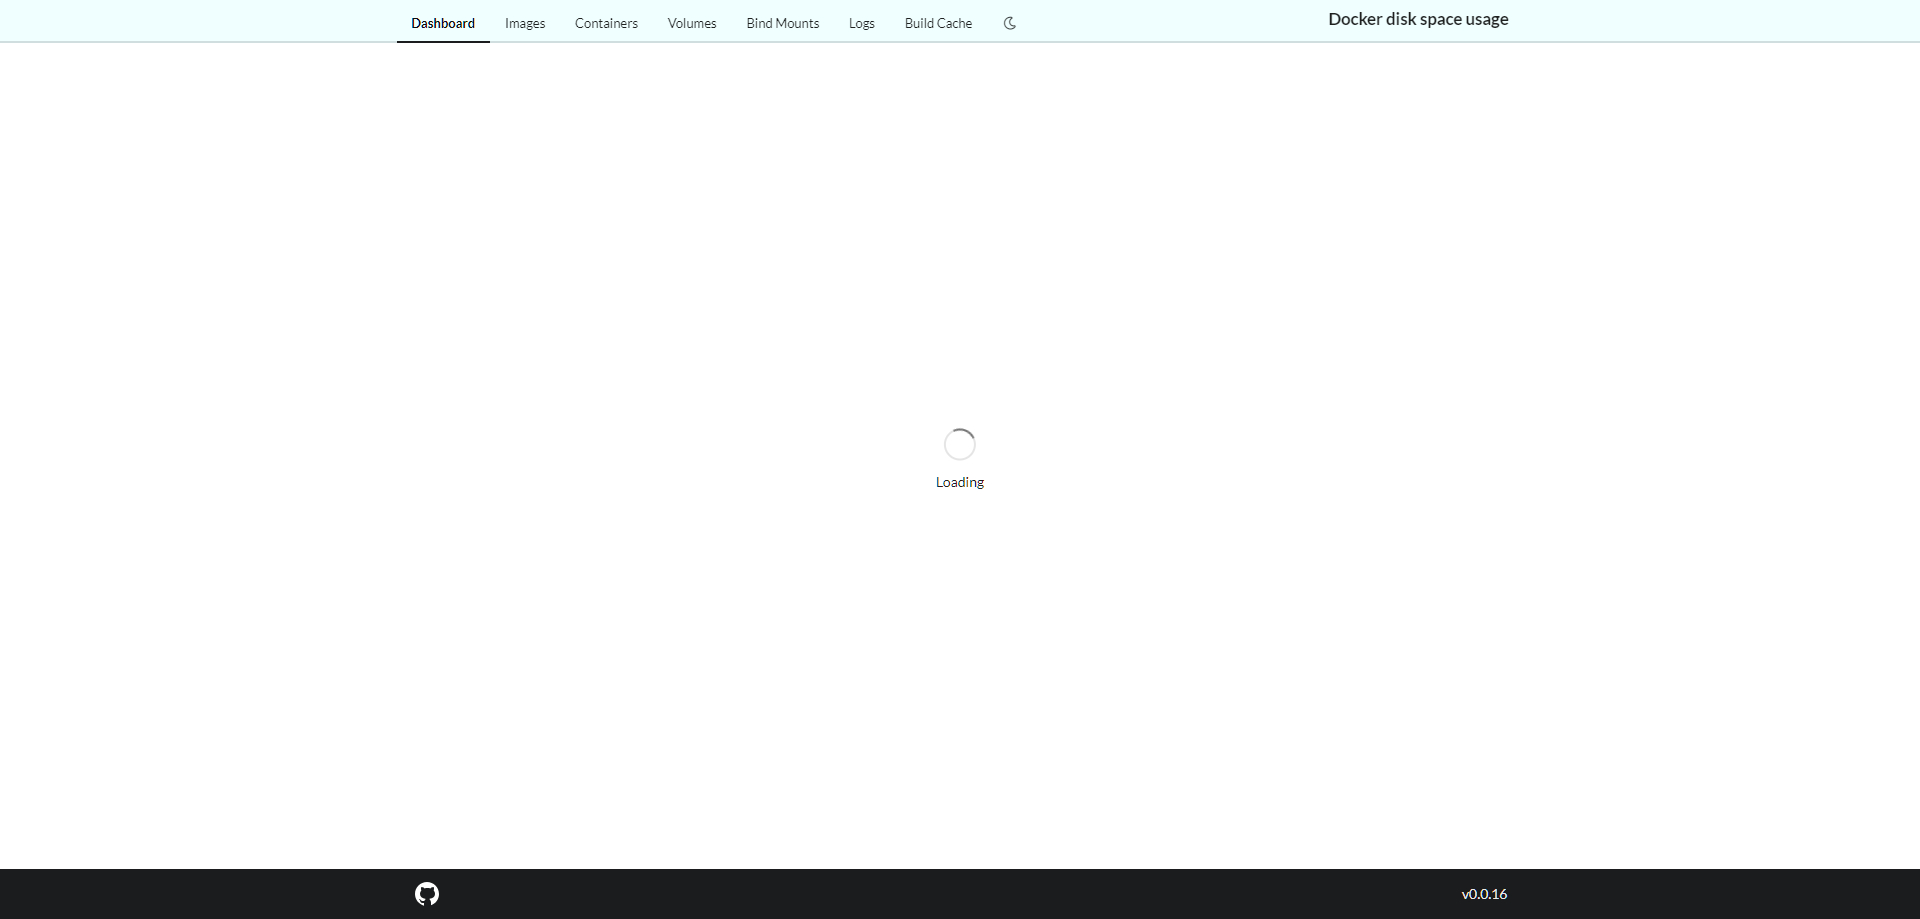 Dashboard Images Containers Volumes Bind Mounts Logs Build Cache Docker disk space usage
Loading
v0.0.16